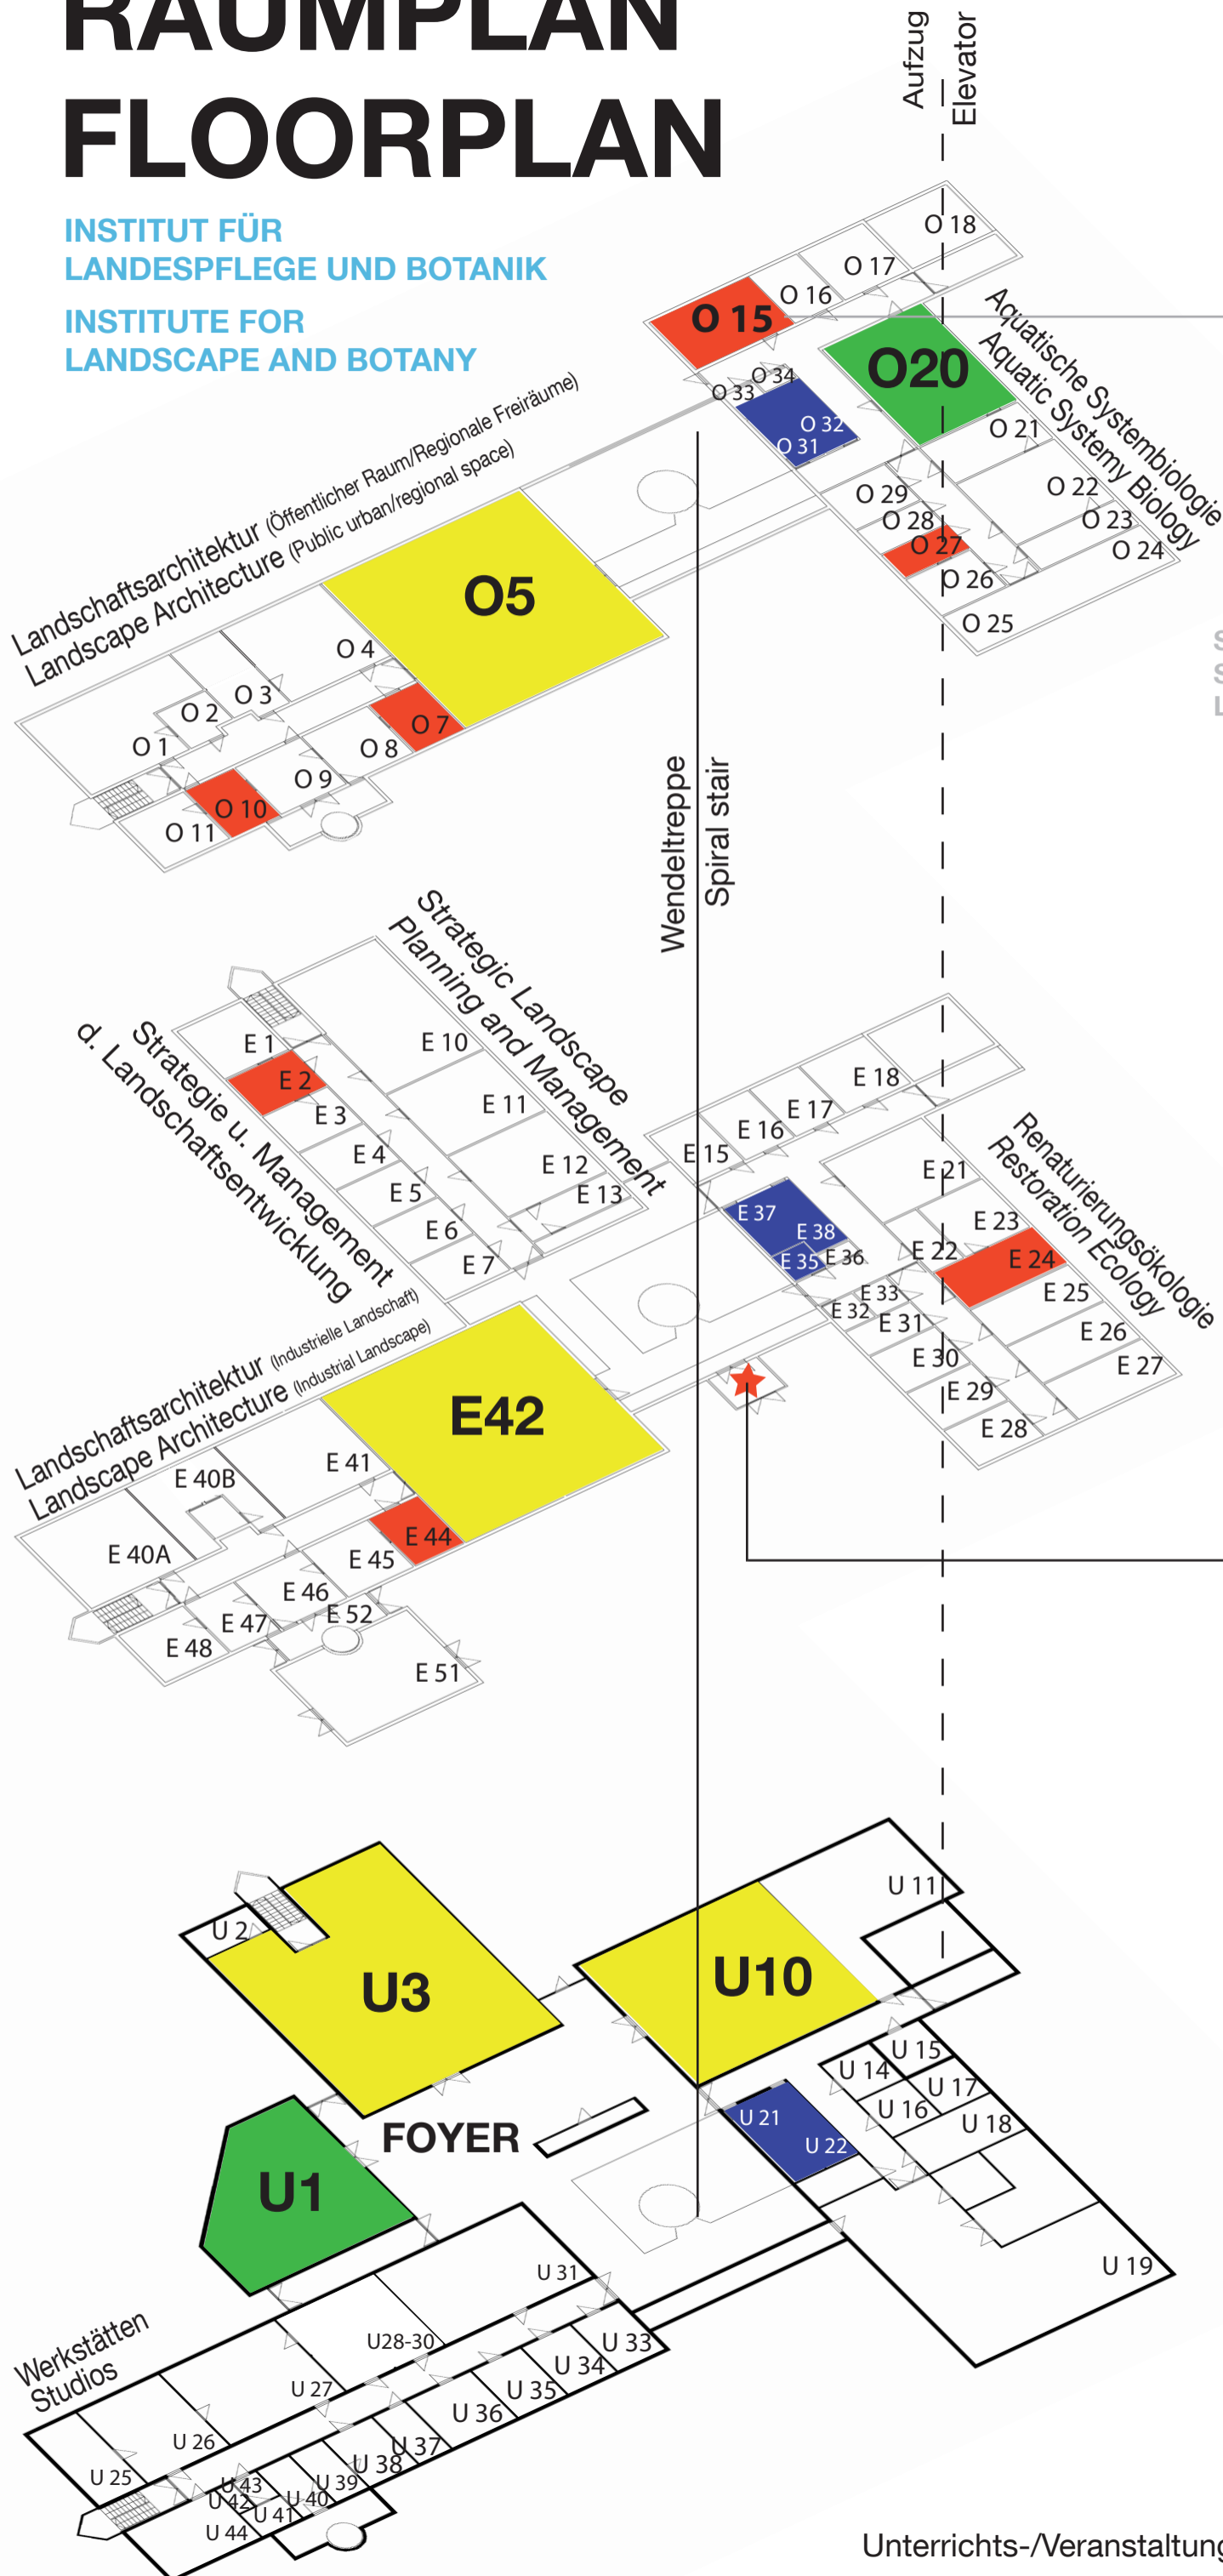 RAUMPLAN
FLOORPLAN
INSTITUT FÜR
LANDESPFLEGE UND BOTANIK
INSTITUTE FOR
LANDSCAPE AND BOTANY
Aufzug
Elevator
O 18
O 17
O 16
O 15
O20
O 34
O 33
O 32
O 31
O 21
O 22
O 23
O 24
O 29
O 28
O 27
O 26
O 25
Aquatische Systembiologie
Aquatic Systemy Biology
Landschaftsarchitektur (Öffentlicher Raum/Regionale Freiräume)
Landscape Architecture (Public urban/regional space)
O5
O 4
O 3
O 2
O 1
O 7
O 8
O 9
O 10
O 11
S
S
L
Wendeltreppe
Spiral stair
Strategic Landscape
Planning and Management
Strategie u. Management
d. Landschaftsentwicklung
E 1
E 2
E 3
E 4
E 5
E 6
E 7
E 10
E 11
E 12
E 13
E 15
E 16
E 17
E 18
E 21
E 22
E 23
E 24
E 25
E 26
E 27
E 28
E 29
E 30
E 31
E 32
E 33
E 35
E 36
E 37
E 38
Renaturierungsökologie
Restoration Ecology
Landschaftsarchitektur (Industrielle Landschaft)
Landscape Architecture (Industrial Landscape)
E42
E 41
E 40B
E 40A
E 44
E 45
E 46
E 47
E 48
E 52
E 51
U 2
U3
U10
U 11
U1
FOYER
U 14
U 15
U 16
U 17
U 18
U 19
U 21
U 22
Werkstätten
Studios
U 31
U28-30
U 27
U 26
U 25
U 33
U 34
U 35
U 36
U 37
U 38
U 39
U 40
U 41
U 42
U 43
U 44
Unterrichts-/Veranstaltung